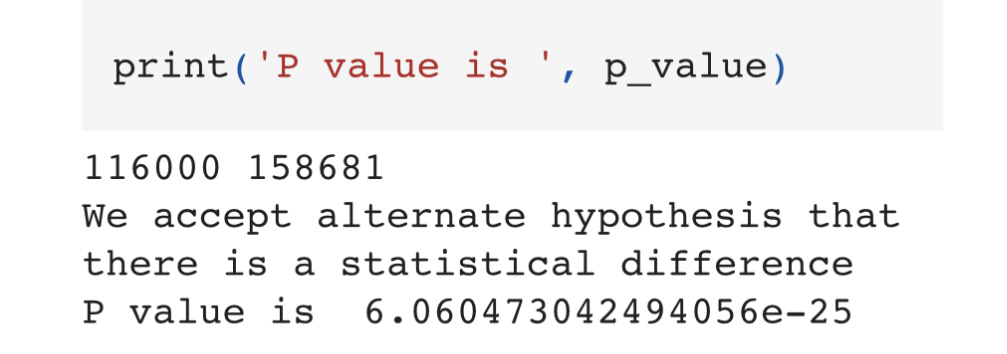 print('P value is ', p_value)
116000 158681
We accept alternate hypothesis that
there is a statistical difference
P value is  6.060473042494056e-25